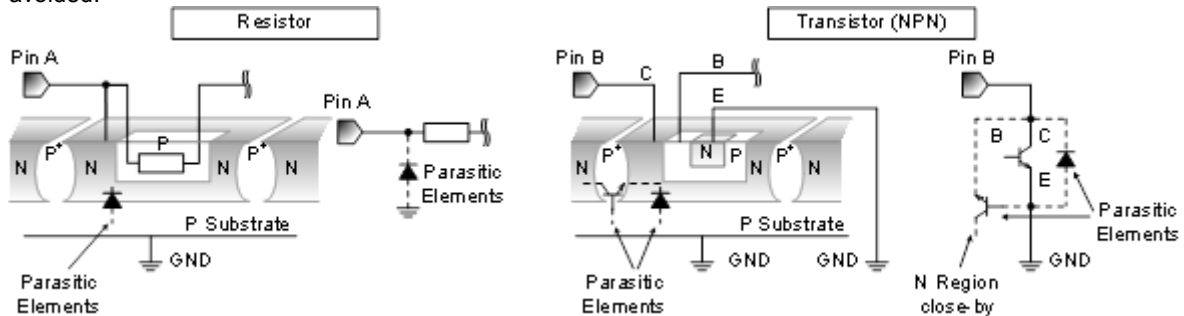 avoided.
Resistor
Transistor (NPN)
Pin A
Pin B
B
Pin B
C
E
Pin A
P
N
P+
N
N
P+
N
Parasitic
Elements
P Substrate
GND
Parasitic
Elements
N
P+
N
N
P
N
P+
N
P Substrate
GND
GND
Parasitic
Elements
B
C
E
Parasitic
Elements
GND
N Region
close-by